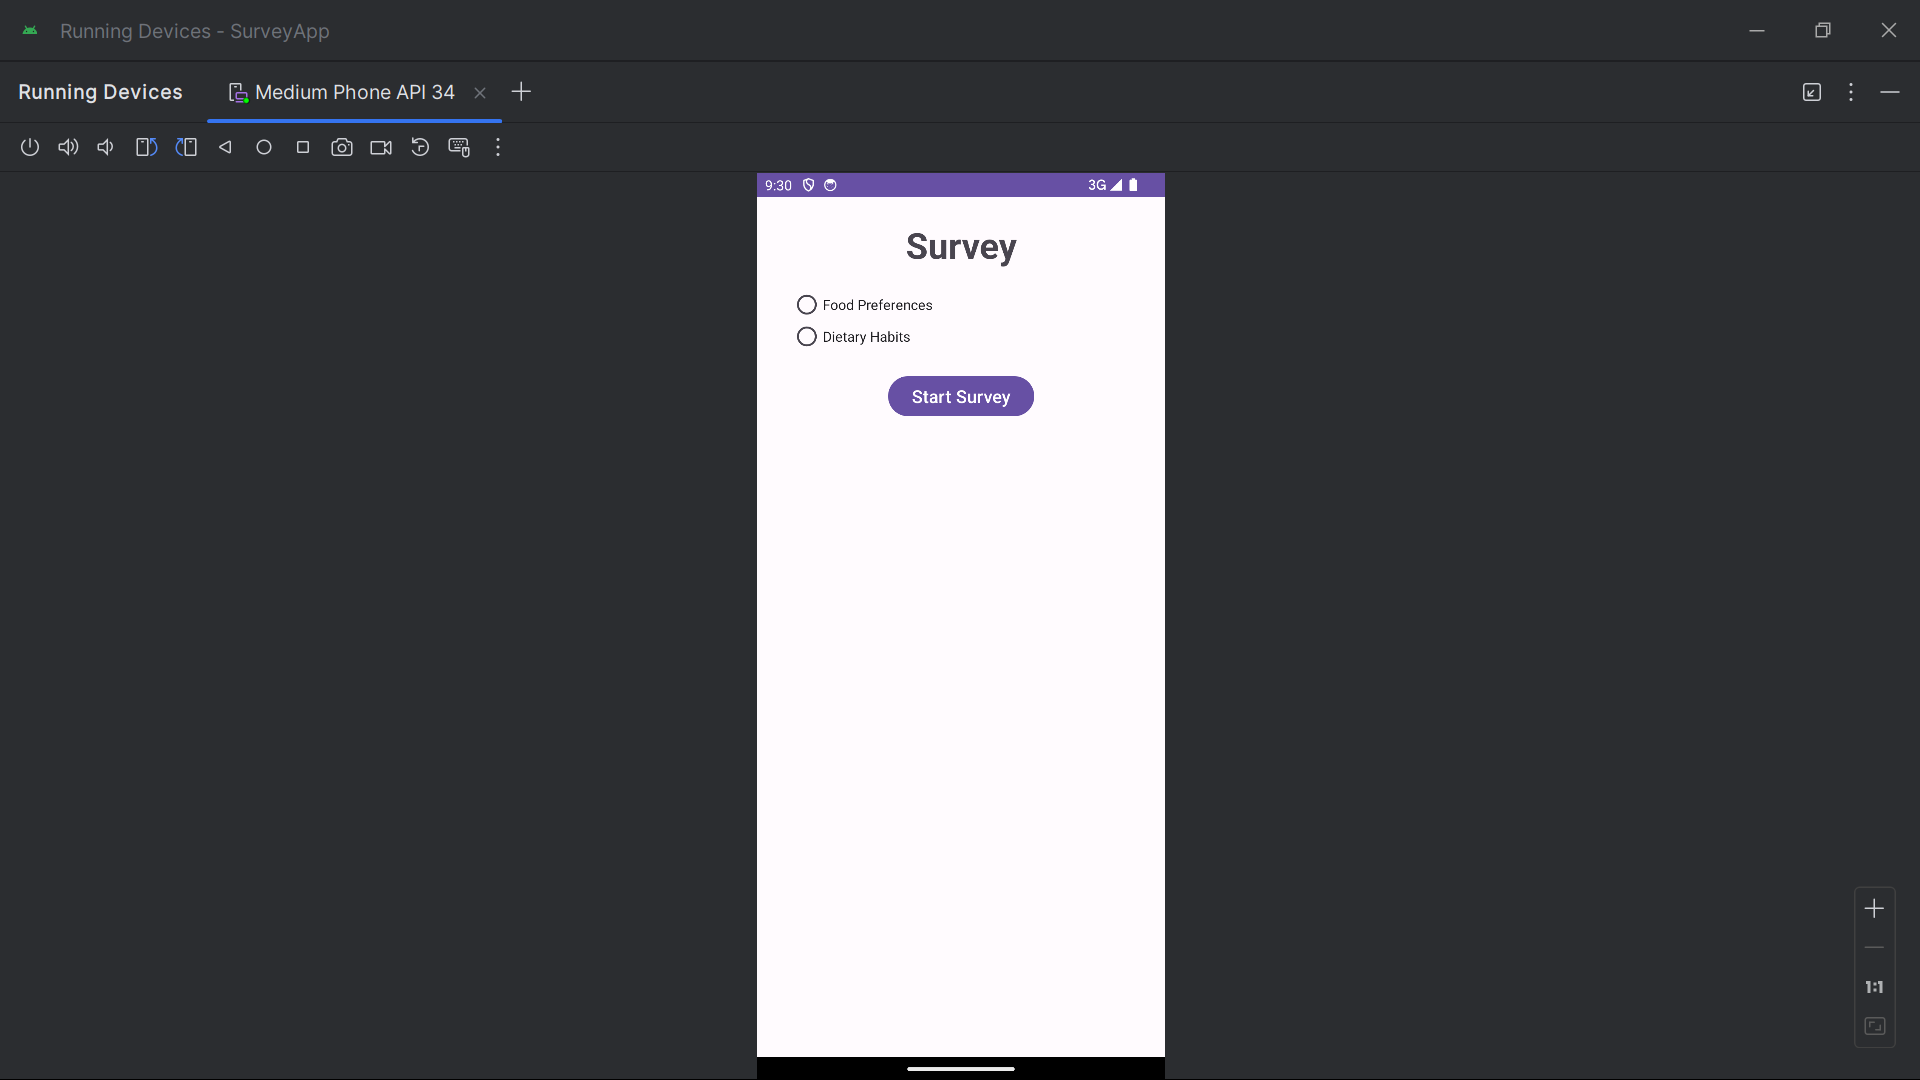 Running Devices - SurveyApp
Running Devices
Medium Phone API 34
9:30
3G
Survey
Food Preferences
Dietary Habits
Start Survey
1:1